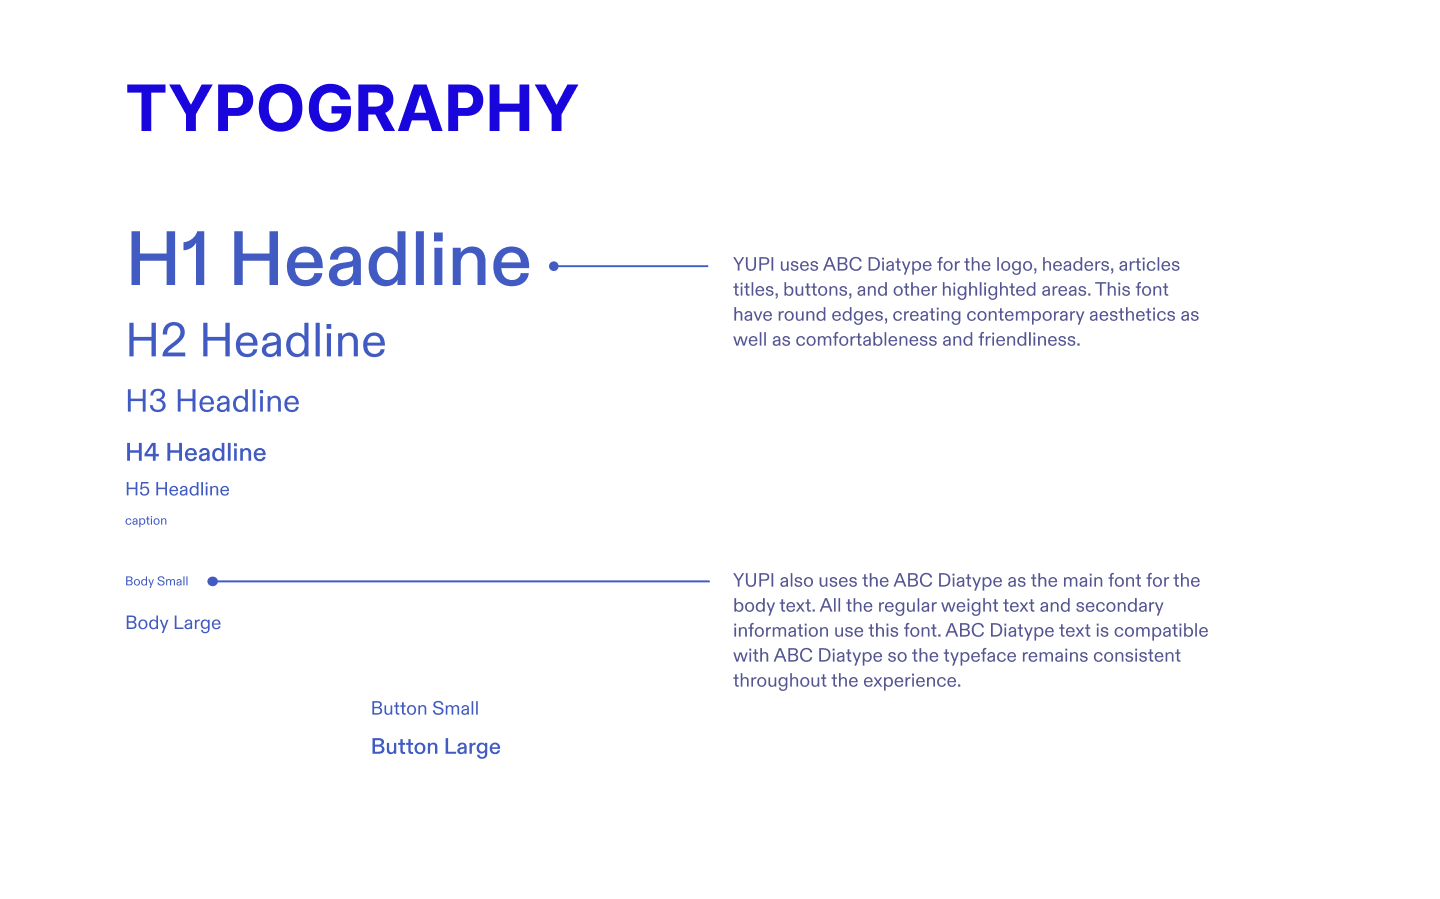 TYPOGRAPHY
H1 Headline
H2 Headline
H3 Headline
H4 Headline
H5 Headline
caption
YUPI uses ABC Diatype for the logo, headers, articles
titles, buttons, and other highlighted areas. This font
have round edges, creating contemporary aesthetics as
well as comfortableness and friendliness.
Body Small
Body Large
YUPI also uses the ABC Diatype as the main font for the
body text. All the regular weight text and secondary
information use this font. ABC Diatype text is compatible
with ABC Diatype so the typeface remains consistent
throughout the experience.
Button Small
Button Large